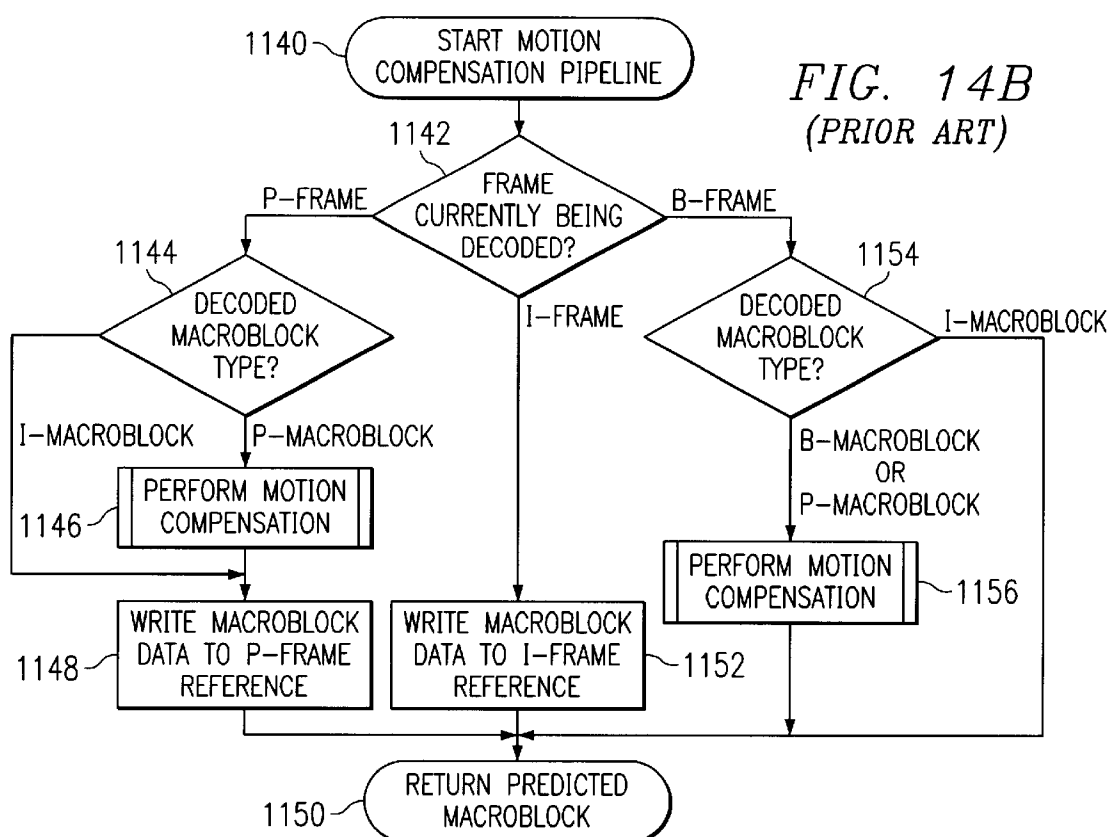 1140
START MOTION
COMPENSATION PIPELINE
FIG. 14B
(PRIOR ART)
1142
FRAME
CURRENTLY BEING
DECODED?
P-FRAME
B-FRAME
I-FRAME
1144
DECODED
MACROBLOCK
TYPE?
1154
DECODED
MACROBLOCK
TYPE?
I-MACROBLOCK
I-MACROBLOCK
P-MACROBLOCK
B-MACROBLOCK
OR
P-MACROBLOCK
1146
PERFORM MOTION
COMPENSATION
PERFORM MOTION
COMPENSATION
1156
1148
WRITE MACROBLOCK
DATA TO P-FRAME
REFERENCE
WRITE MACROBLOCK
DATA TO I-FRAME
REFERENCE
1152
1150
RETURN PREDICTED
MACROBLOCK